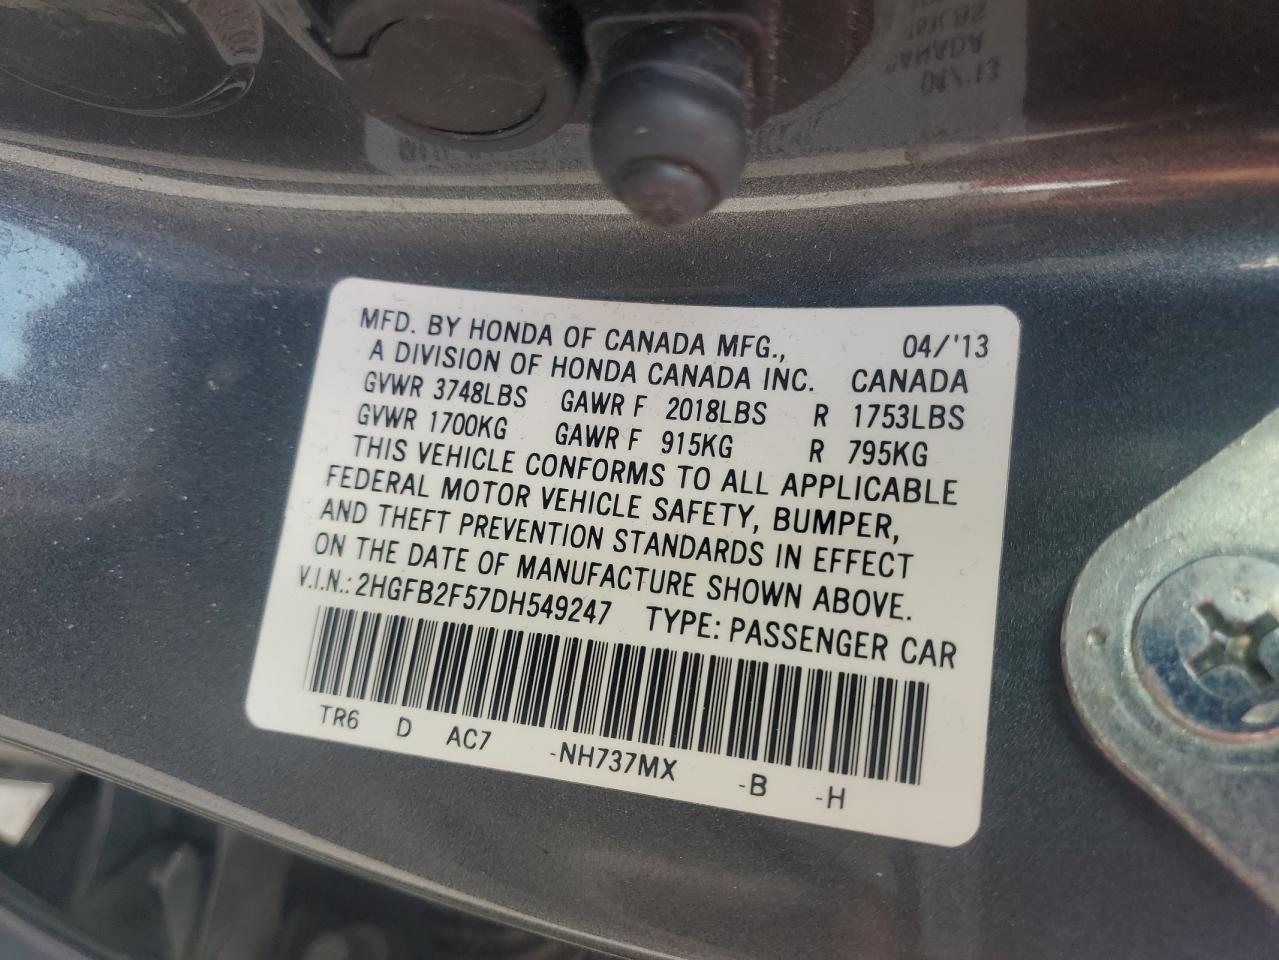 MFD. BY HONDA OF CANADA MFG., 04/'13
A DIVISION OF HONDA CANADA INC. CANADA
GVWR 3748LBS GAWR F 2018LBS R 1753LBS
GVWR 1700KG GAWR F 915KG R 795KG
THIS VEHICLE CONFORMS TO ALL APPLICABLE
FEDERAL MOTOR VEHICLE SAFETY, BUMPER,
AND THEFT PREVENTION STANDARDS IN EFFECT
ON THE DATE OF MANUFACTURE SHOWN ABOVE.
V.I.N.: 2HGFB2F57DH549247 TYPE: PASSENGER CAR
TR6 D AC7 -NH737MX -B -H